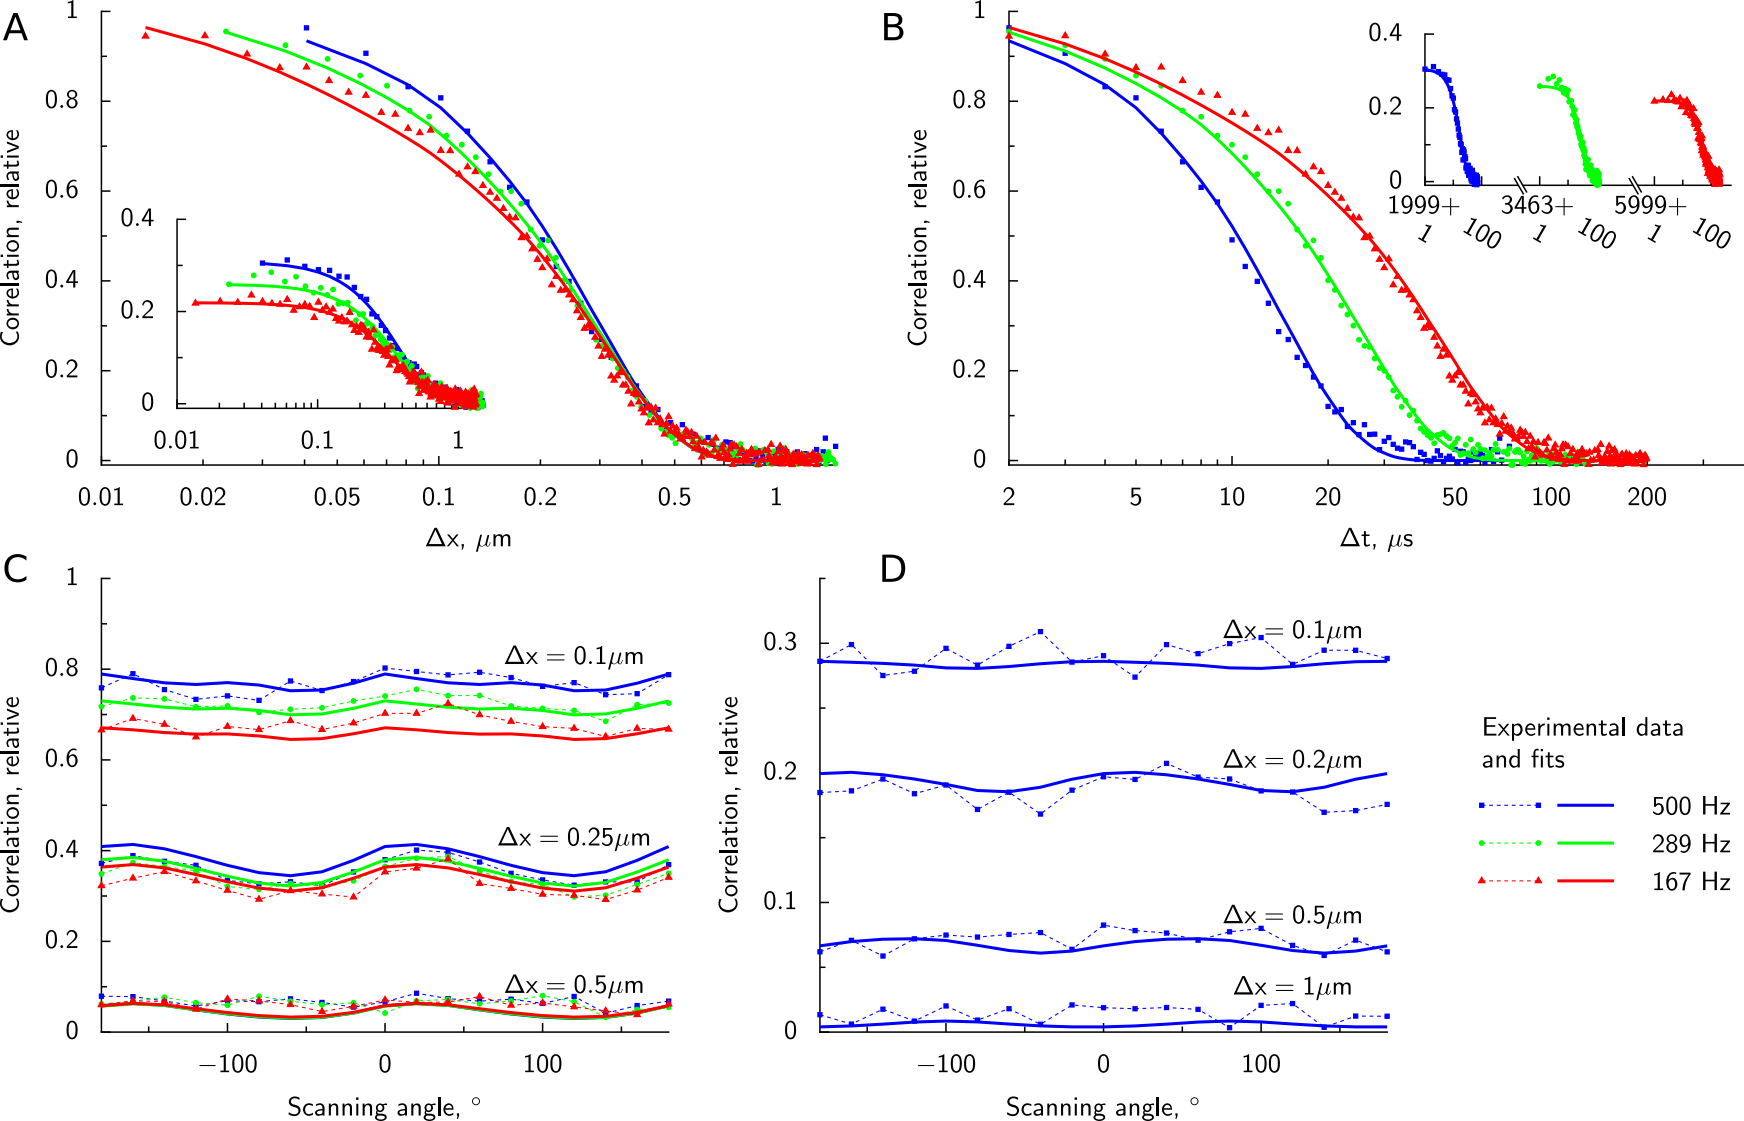 A
Correlation, relative
1
0.8
0.6
0.4
0.2
0
0.01 0.02 0.05 0.1 0.2 0.5 1
Δx, μm
0.4
0.2
0
0.01 0.1 1
B
Correlation, relative
1
0.8
0.6
0.4
0.2
0
2 5 10 20 50 100 200
Δt, μs
0.4
0.2
0
1999+ 3463+ 5999+
1 100 1 100 1 100
C
Correlation, relative
1
0.8
0.6
0.4
0.2
0
Δx = 0.1μm
Δx = 0.25μm
Δx = 0.5μm
−100 0 100
Scanning angle, °
D
Correlation, relative
0.3
0.2
0.1
0
Δx = 0.1μm
Δx = 0.2μm
Δx = 0.5μm
Δx = 1μm
−100 0 100
Scanning angle, °
Experimental data
and fits
500 Hz
289 Hz
167 Hz